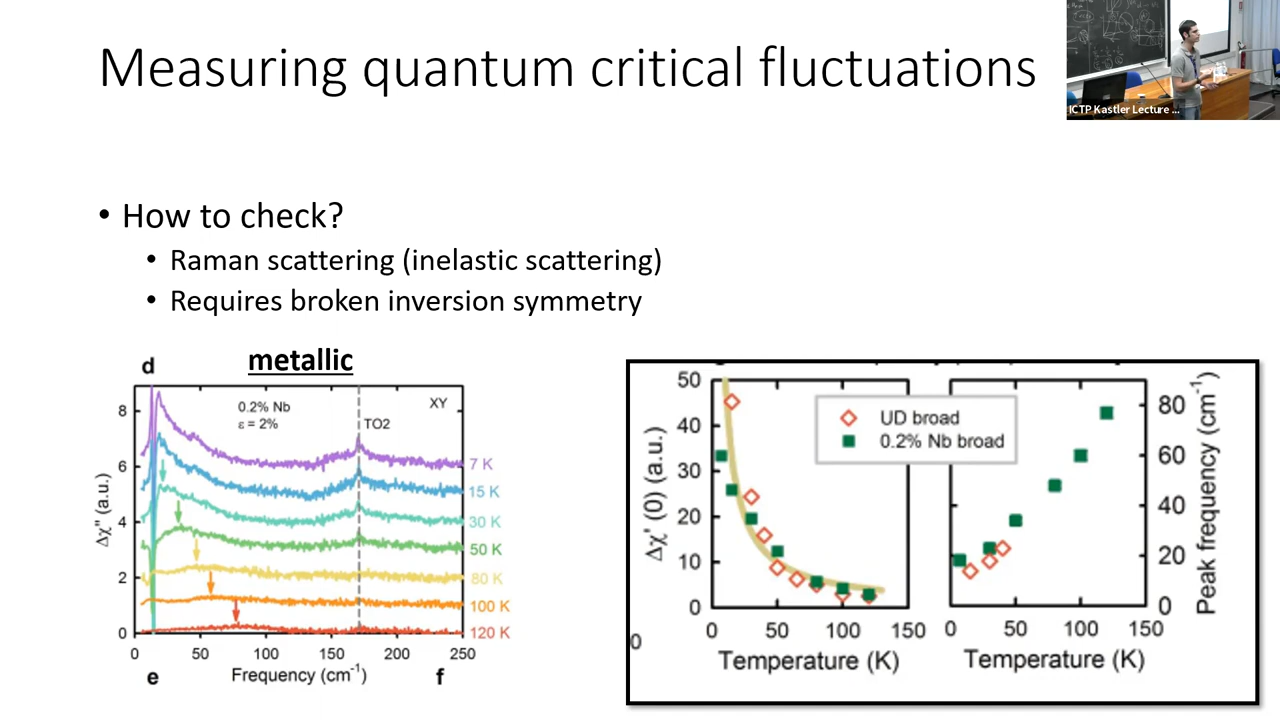 Measuring quantum critical fluctuations
ICTP Kastler Lecture ...
• How to check?
• Raman scattering (inelastic scattering)
• Requires broken inversion symmetry
metallic
d
0.2% Nb
ε = 2%
XY
TO2
7 K
15 K
30 K
50 K
80 K
100 K
120 K
Δχ" (a.u.)
8
6
4
2
0
0 50 100 150 200 250
Frequency (cm-1)
e
f
Δχ' (0) (a.u.)
50
40
30
20
10
0
0 50 100 150
Temperature (K)
0
UD broad
0.2% Nb broad
80
60
40
20
0
Peak frequency (cm-1)
0 50 100 150
Temperature (K)